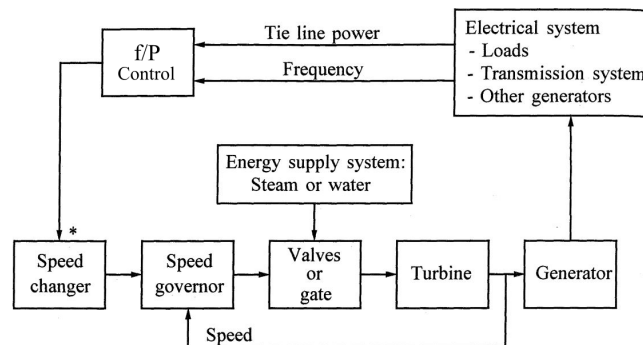 Tie line power
f/P
Control
Frequency
Electrical system
- Loads
- Transmission system
- Other generators
Energy supply system:
Steam or water
*
Speed
changer
Speed
governor
Valves
or
gate
Turbine
Generator
Speed